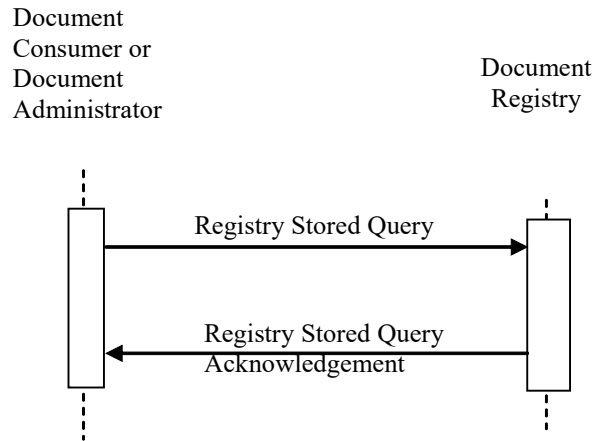 Document
Consumer or
Document
Administrator
Document
Registry
Registry Stored Query
Registry Stored Query
Acknowledgement